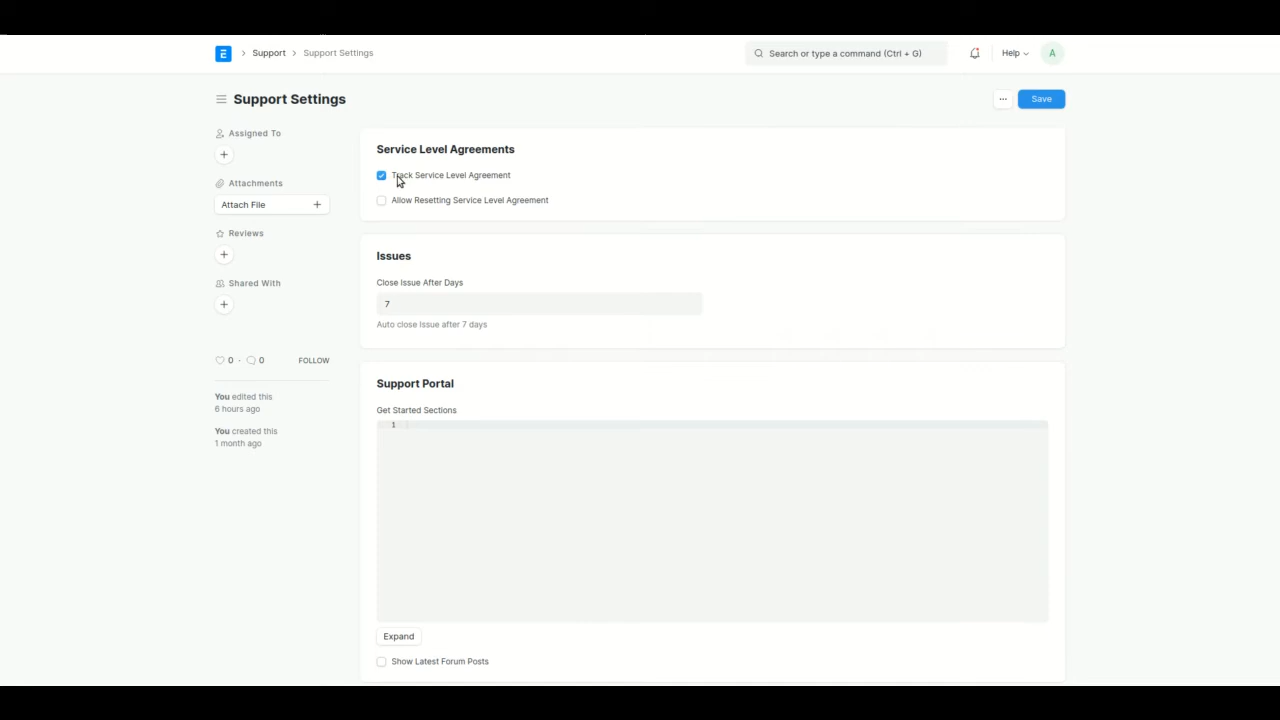 E
Support
Support Settings
Search or type a command (Ctrl + G)
Help
A
Support Settings
...
Save
Assigned To
Attachments
Attach File
Reviews
Shared With
0 · 0 FOLLOW
You edited this
6 hours ago
You created this
1 month ago
Service Level Agreements
Track Service Level Agreement
Allow Resetting Service Level Agreement
Issues
Close Issue After Days
7
Auto close Issue after 7 days
Support Portal
Get Started Sections
1
Expand
Show Latest Forum Posts